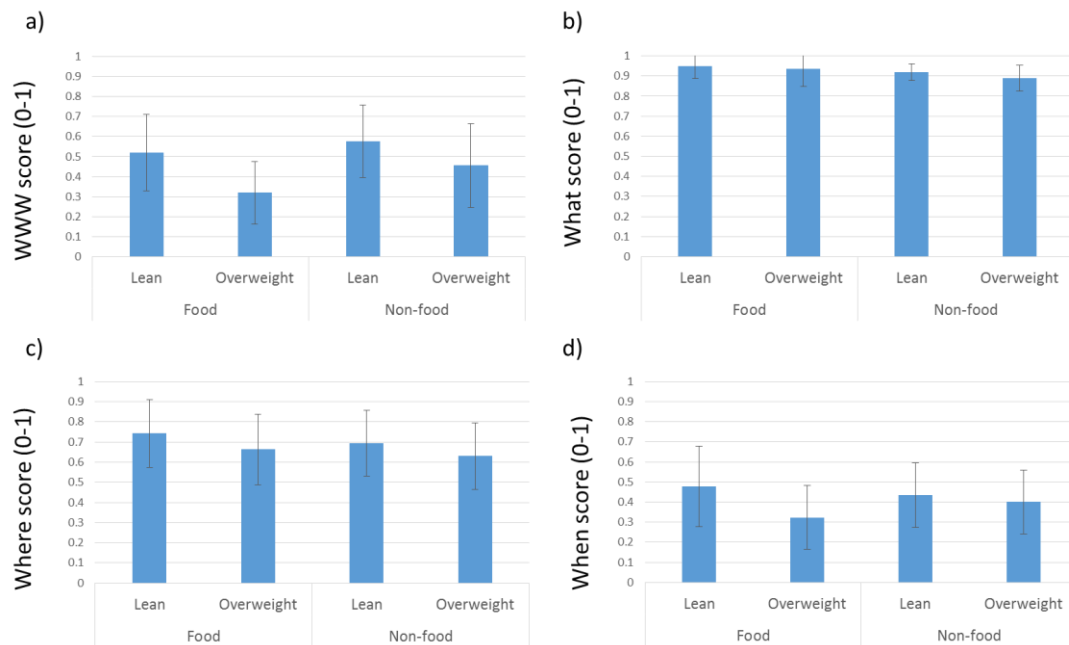 a)
WWW score (0-1)
1
0.9
0.8
0.7
0.6
0.5
0.4
0.3
0.2
0.1
0
Lean Overweight Lean Overweight
Food Non-food
b)
What score (0-1)
1
0.9
0.8
0.7
0.6
0.5
0.4
0.3
0.2
0.1
0
Lean Overweight Lean Overweight
Food Non-food
c)
Where score (0-1)
1
0.9
0.8
0.7
0.6
0.5
0.4
0.3
0.2
0.1
0
Lean Overweight Lean Overweight
Food Non-food
d)
When score (0-1)
1
0.9
0.8
0.7
0.6
0.5
0.4
0.3
0.2
0.1
0
Lean Overweight Lean Overweight
Food Non-food